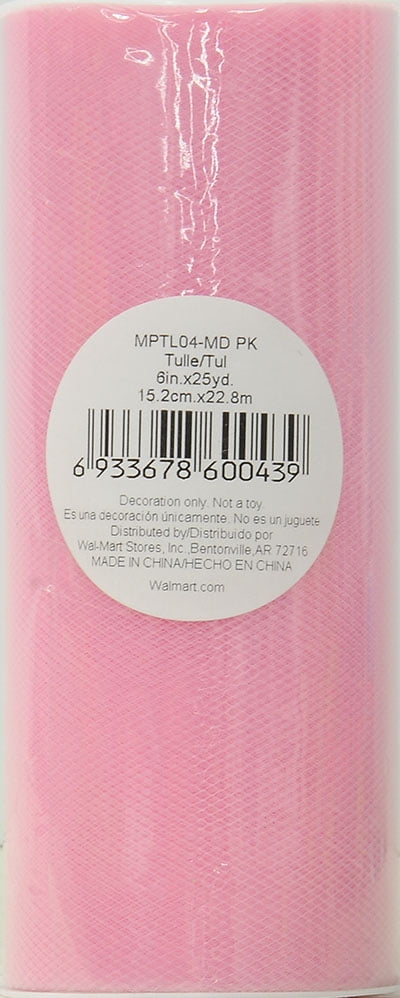 MPTL04-MD PK
Tulle/Tul
6in.x25yd.
15.2cm.x22.8m
6 933678 600439
Decoration only. Not a toy
Es una decoración únicamente. No es un juguete
Distributed by/Distribuido por
Wal-Mart Stores, Inc.,Bentonville,AR 72716
MADE IN CHINA/HECHO EN CHINA
Walmart.com